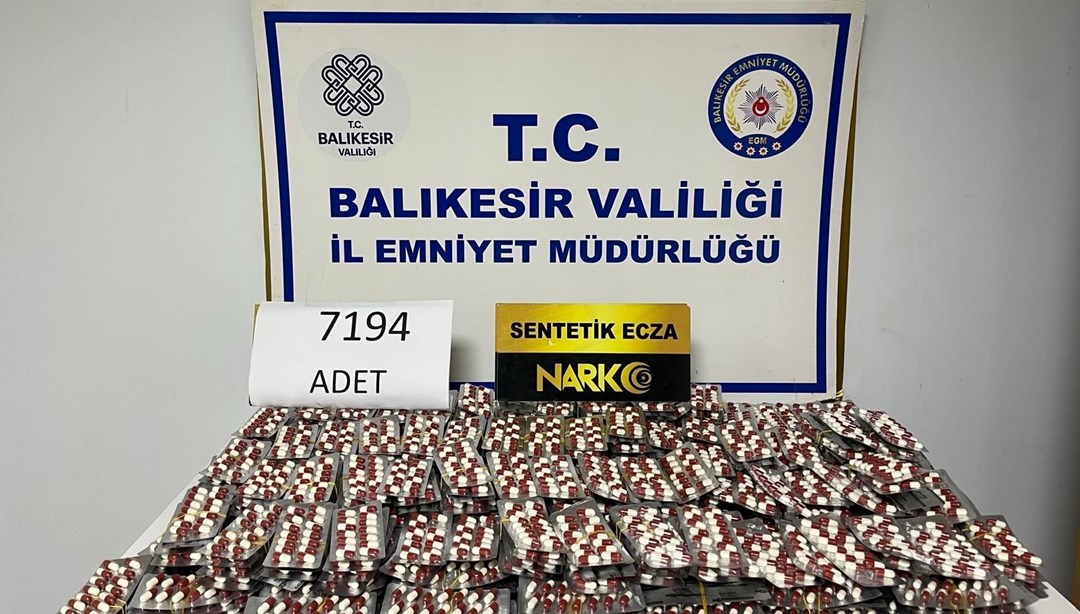 T.C.
BALIKESİR
VALİLİĞİ
BALIKESİR EMNİYET MÜDÜRLÜĞÜ
EGM
T.C.
BALIKESİR VALİLİĞİ
İL EMNİYET MÜDÜRLÜĞÜ
7194
ADET
SENTETİK ECZA
NARKO